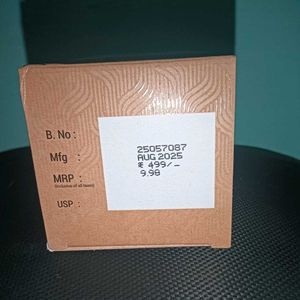 B. No : 25057087
Mfg : AUG 2025
MRP : ₹ 499/-
(Inclusive of all taxes)
USP : 9.98